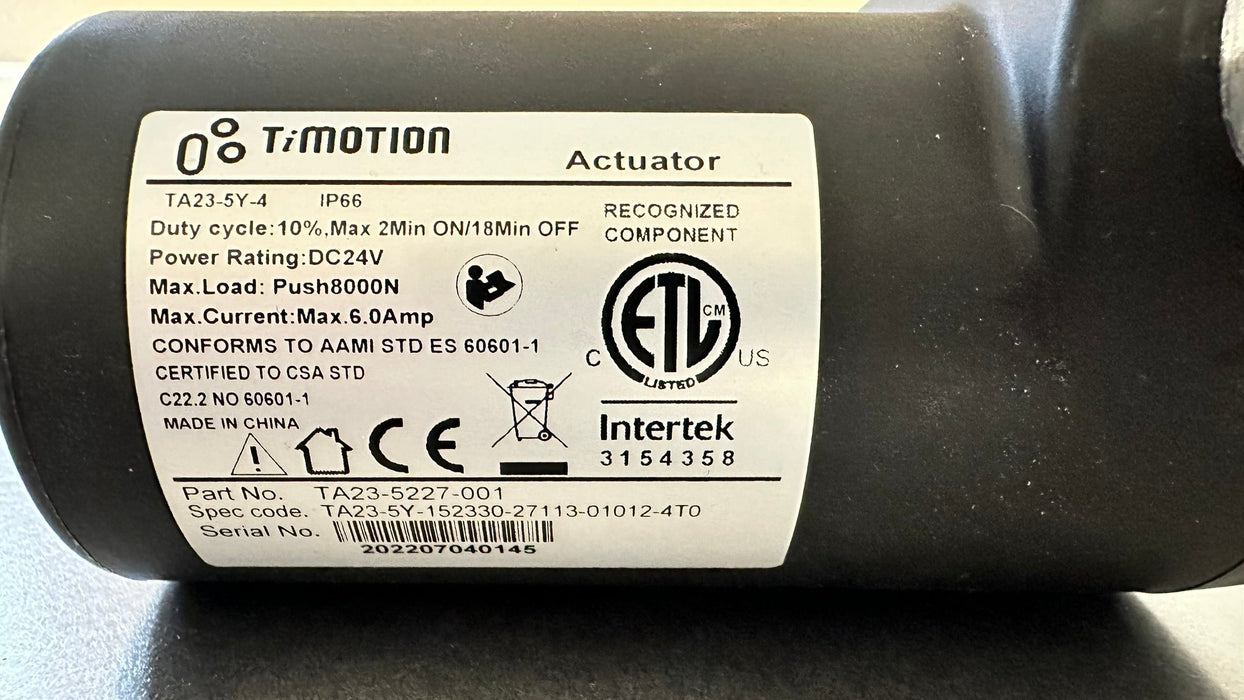 TiMOTION
Actuator
TA23-5Y-4 IP66
Duty cycle:10%,Max 2Min ON/18Min OFF
Power Rating:DC24V
Max.Load: Push8000N
Max.Current:Max.6.0Amp
CONFORMS TO AAMI STD ES 60601-1
CERTIFIED TO CSA STD
C22.2 NO 60601-1
MADE IN CHINA
CE
RECOGNIZED
COMPONENT
ETL CM
C US
LISTED
Intertek
3154358
Part No. TA23-5227-001
Spec code. TA23-5Y-152330-27113-01012-4T0
Serial No.
202207040145